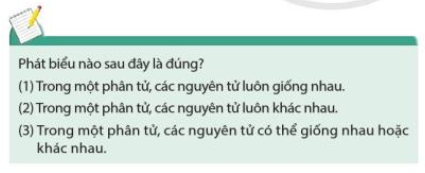 Phát biểu nào sau đây là đúng?
(1) Trong một phân tử, các nguyên tử luôn giống nhau.
(2) Trong một phân tử, các nguyên tử luôn khác nhau.
(3) Trong một phân tử, các nguyên tử có thể giống nhau hoặc
khác nhau.